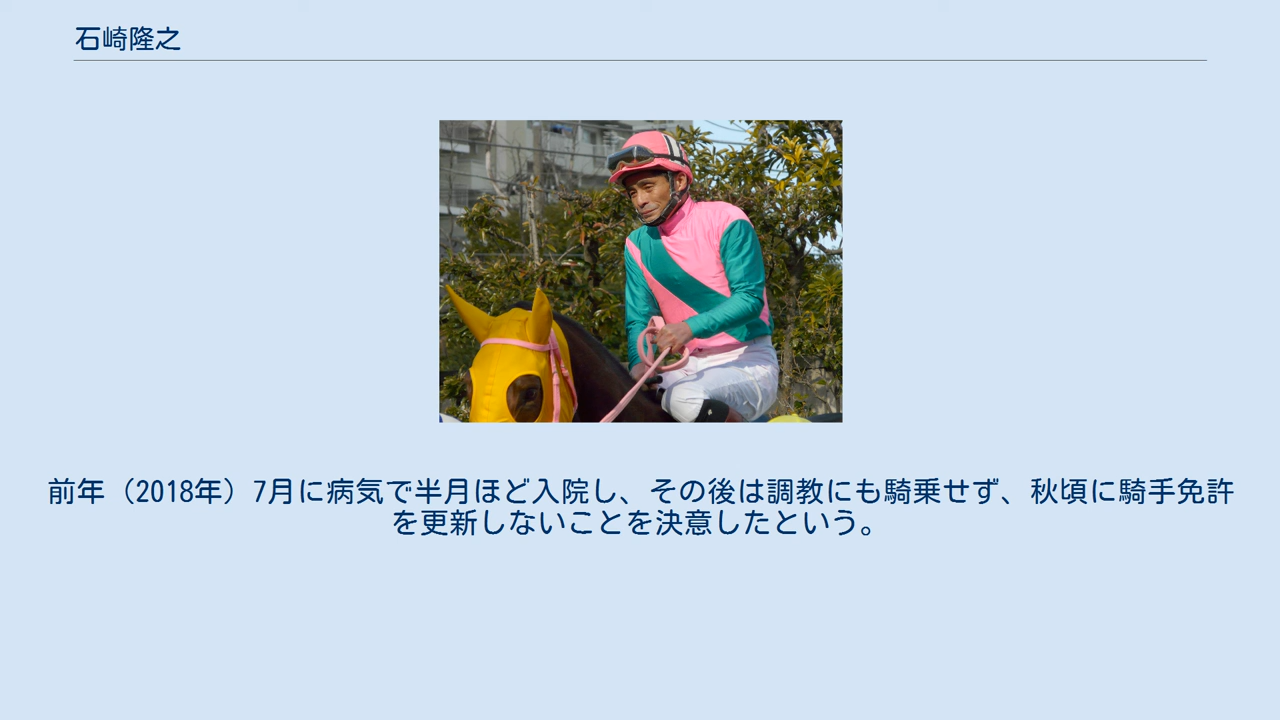 石崎隆之
前年（2018年）7月に病気で半月ほど入院し、その後は調教にも騎乗せず、秋頃に騎手免許
を更新しないことを決意したという。